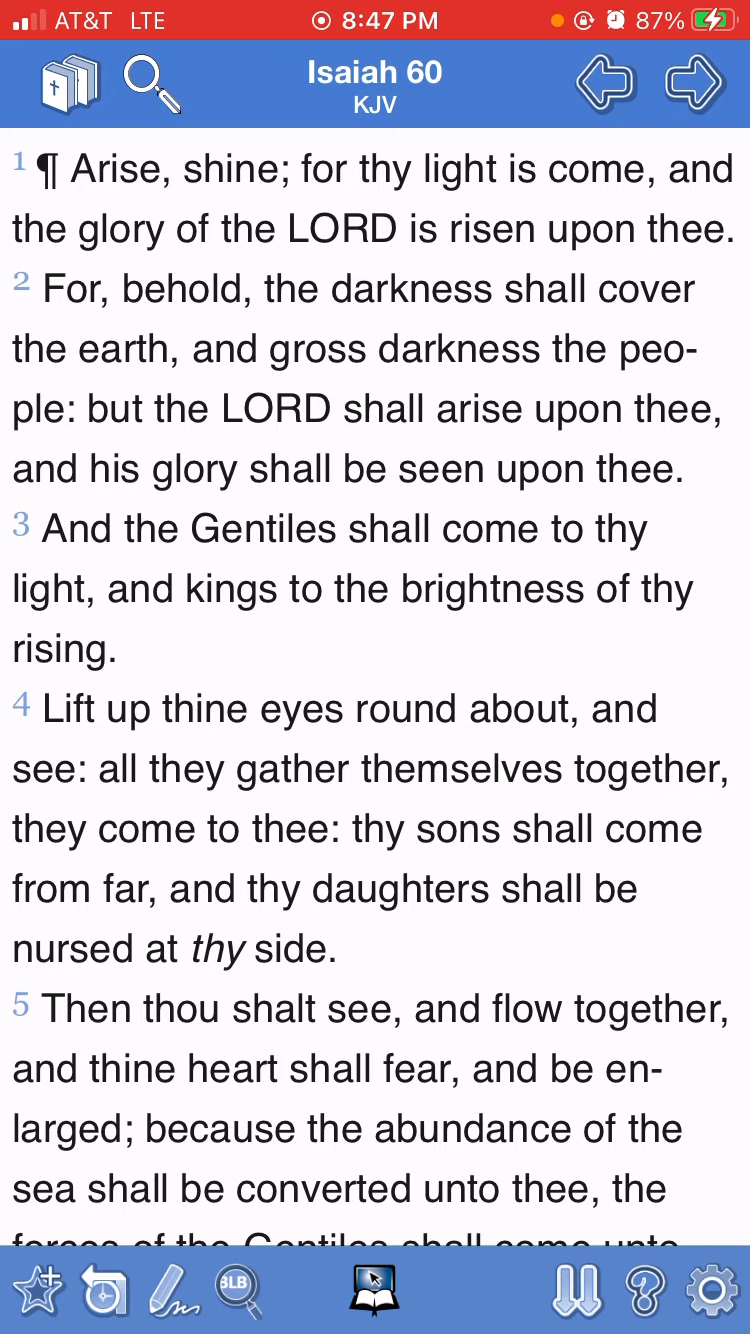 AT&T LTE 8:47 PM 87%
Isaiah 60
KJV
1 ¶ Arise, shine; for thy light is come, and
the glory of the LORD is risen upon thee.
2 For, behold, the darkness shall cover
the earth, and gross darkness the peo-
ple: but the LORD shall arise upon thee,
and his glory shall be seen upon thee.
3 And the Gentiles shall come to thy
light, and kings to the brightness of thy
rising.
4 Lift up thine eyes round about, and
see: all they gather themselves together,
they come to thee: thy sons shall come
from far, and thy daughters shall be
nursed at thy side.
5 Then thou shalt see, and flow together,
and thine heart shall fear, and be en-
larged; because the abundance of the
sea shall be converted unto thee, the
forces of the Gentiles shall come unto
BLB